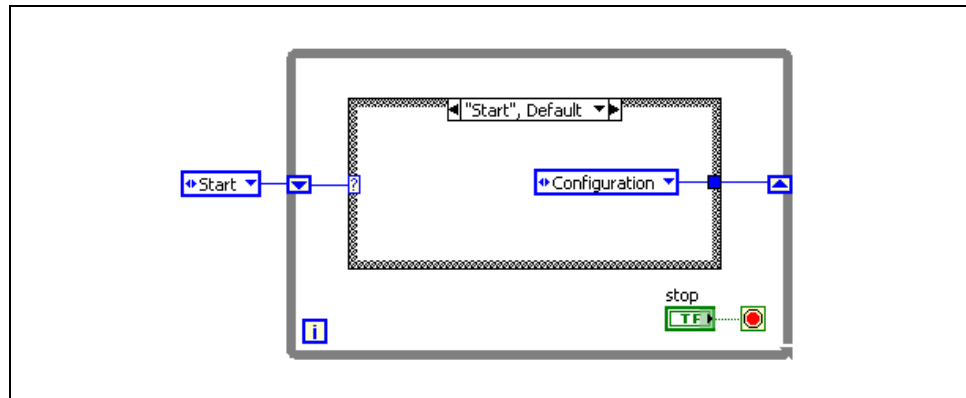 "Start", Default
Start
?
Configuration
stop
TF
i